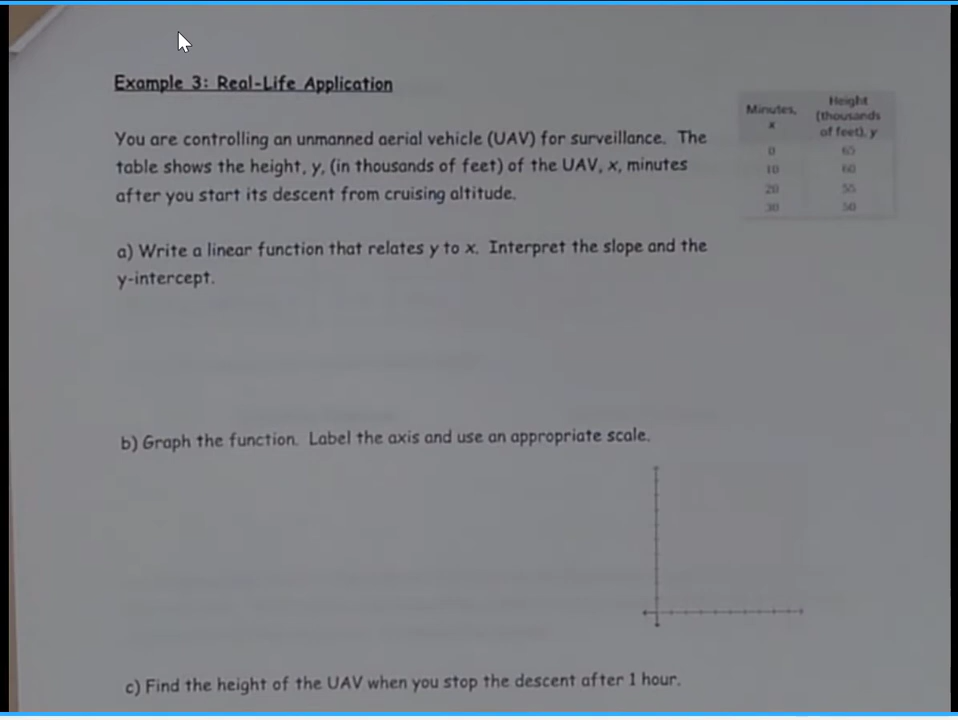 Example 3: Real-Life Application
You are controlling an unmanned aerial vehicle (UAV) for surveillance. The
table shows the height, y, (in thousands of feet) of the UAV, x, minutes
after you start its descent from cruising altitude.
Minutes, x Height (thousands of feet), y
0 65
10 60
20 55
30 50
a) Write a linear function that relates y to x. Interpret the slope and the
y-intercept.
b) Graph the function. Label the axis and use an appropriate scale.
c) Find the height of the UAV when you stop the descent after 1 hour.